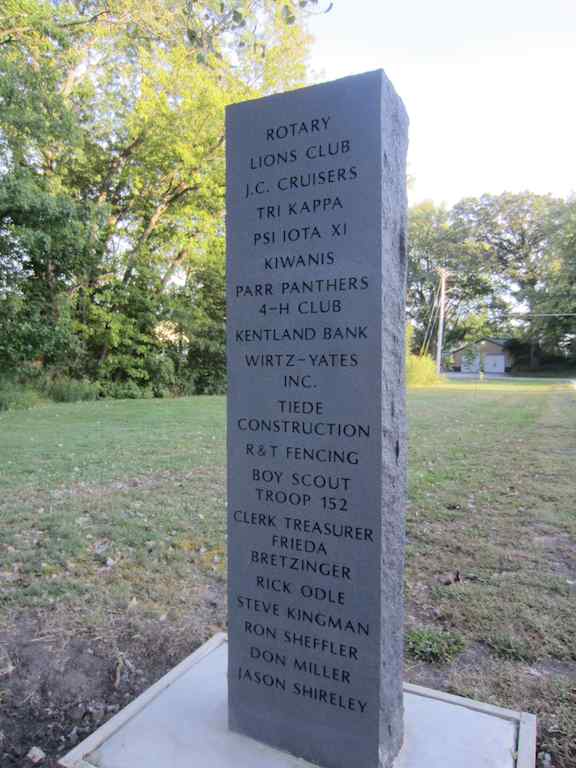 ROTARY
LIONS CLUB
J.C. CRUISERS
TRI KAPPA
PSI IOTA XI
KIWANIS
PARR PANTHERS
4-H CLUB
KENTLAND BANK
WIRTZ-YATES
INC.
TIEDE
CONSTRUCTION
R&T FENCING
BOY SCOUT
TROOP 152
CLERK TREASURER
FRIEDA
BRETZINGER
RICK ODLE
STEVE KINGMAN
RON SHEFFLER
DON MILLER
JASON SHIRELEY